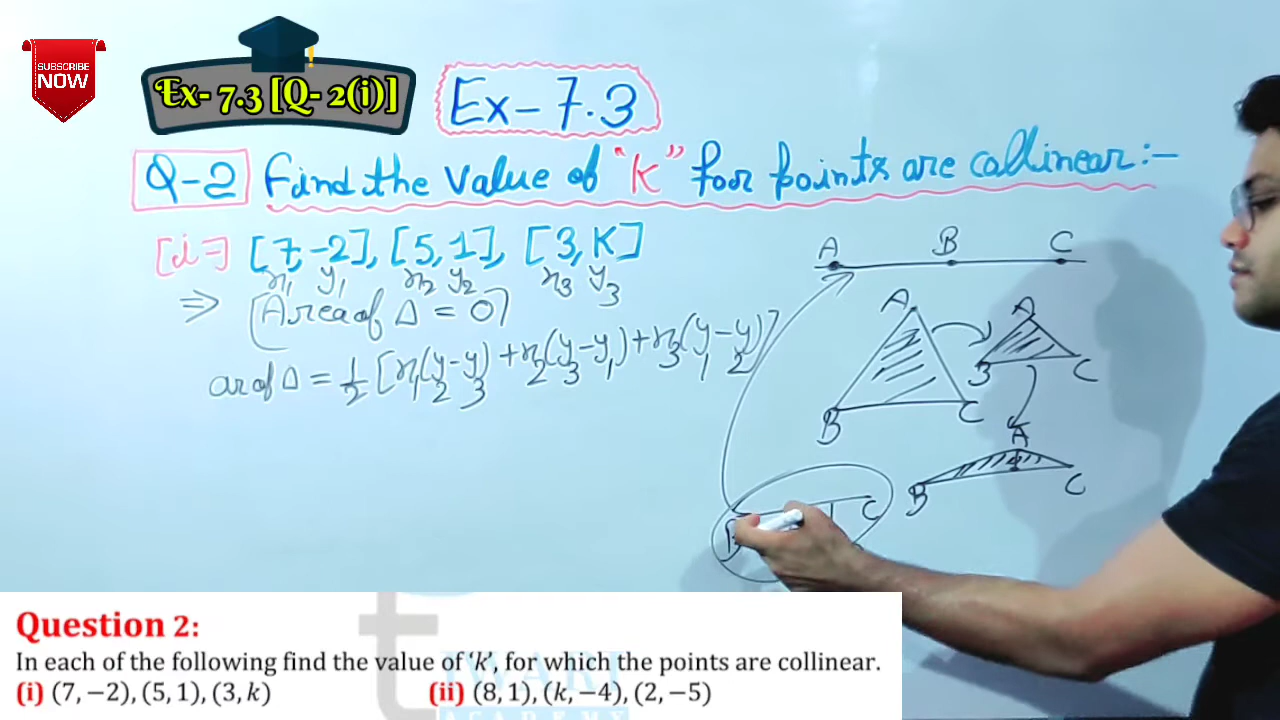 SUBSCRIBE
NOW
Ex- 7.3 [Q- 2(i)]
Ex-7.3
Q-2 Find the value of "K" for points are collinear:-
[i⇒] [7,-2], [5,1], [3,K]
x₁ y₁ x₂ y₂ x₃ y₃
⇒ [Area of Δ = 0]
ar of Δ = 1/2 [x₁(y₂-y₃)+x₂(y₃-y₁)+x₃(y₁-y₂)]
A B C
A
B C
A
B C
A
B C
B C
Question 2:
In each of the following find the value of ‘k’, for which the points are collinear.
(i) (7, −2), (5, 1), (3, k) (ii) (8, 1), (k, −4), (2, −5)
TIWARI
ACADEMY